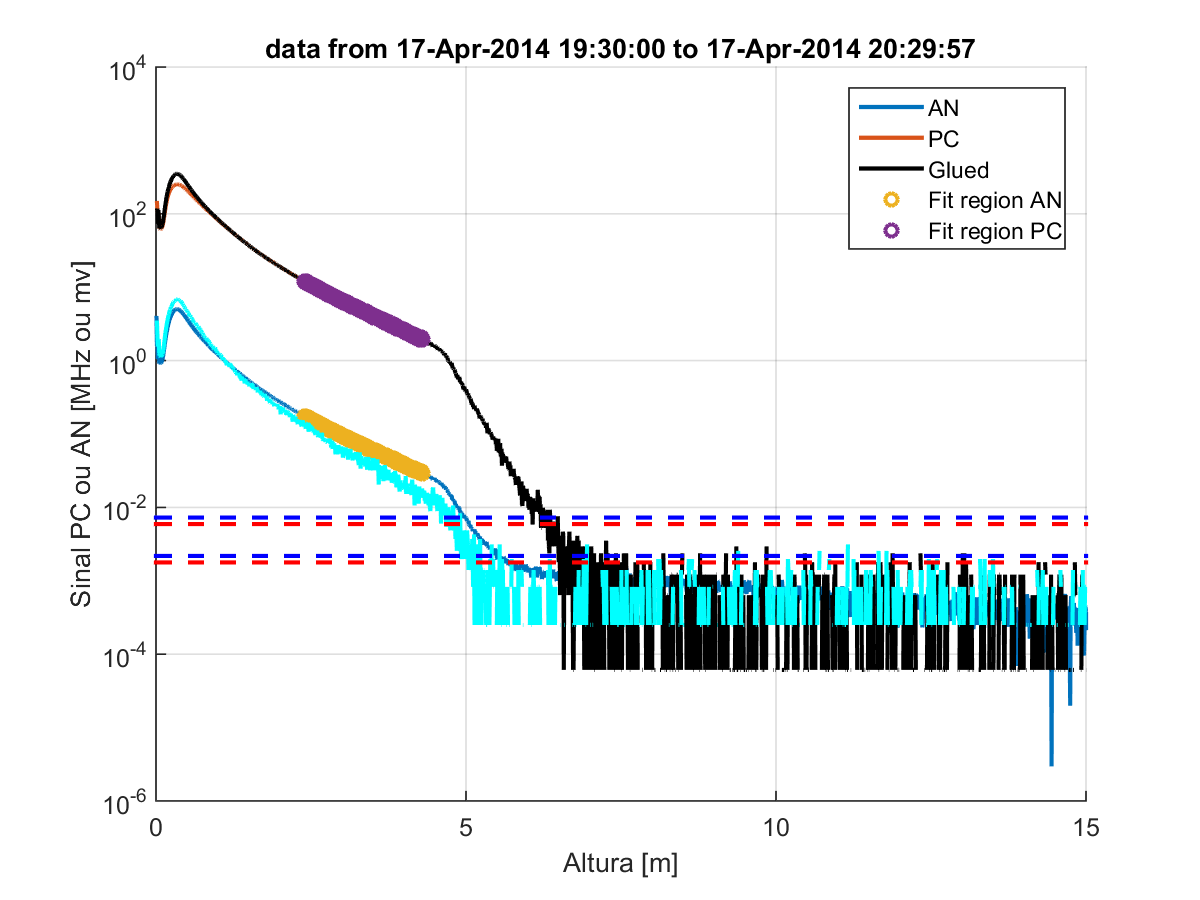 data from 17-Apr-2014 19:30:00 to 17-Apr-2014 20:29:57
Sinal PC ou AN [MHz ou mv]
10^4
10^2
10^0
10^-2
10^-4
10^-6
AN
PC
Glued
Fit region AN
Fit region PC
0 5 10 15
Altura [m]